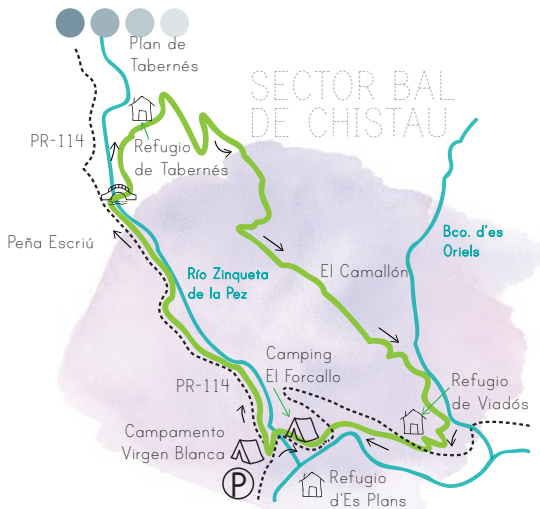 Plan de
Tabernés
SECTOR BAL
DE CHISTAU
PR-114
Refugio
de Tabernés
Peña Escriú
Bco. d'es
Oriels
Río Zinqueta
de la Pez
El Camallón
Camping
El Forcallo
PR-114
Refugio
de Viadós
Campamento
Virgen Blanca
P
Refugio
d'Es Plans